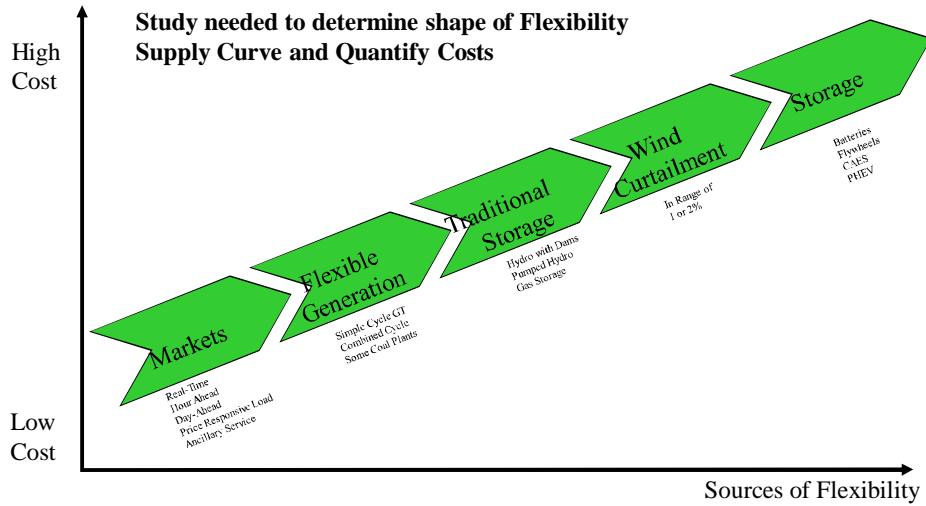 Study needed to determine shape of Flexibility
Supply Curve and Quantify Costs
High
Cost
Storage
Batteries
Flywheels
CAES
PHEV
Wind
Curtailment
In Range of
1 or 2%
Traditional
Storage
Hydro with Dams
Pumped Hydro
Gas Storage
Flexible
Generation
Simple Cycle GT
Combined Cycle
Some Coal Plants
Markets
Real-Time
Hour Ahead
Day-Ahead
Price Responsive Load
Ancillary Service
Low
Cost
Sources of Flexibility